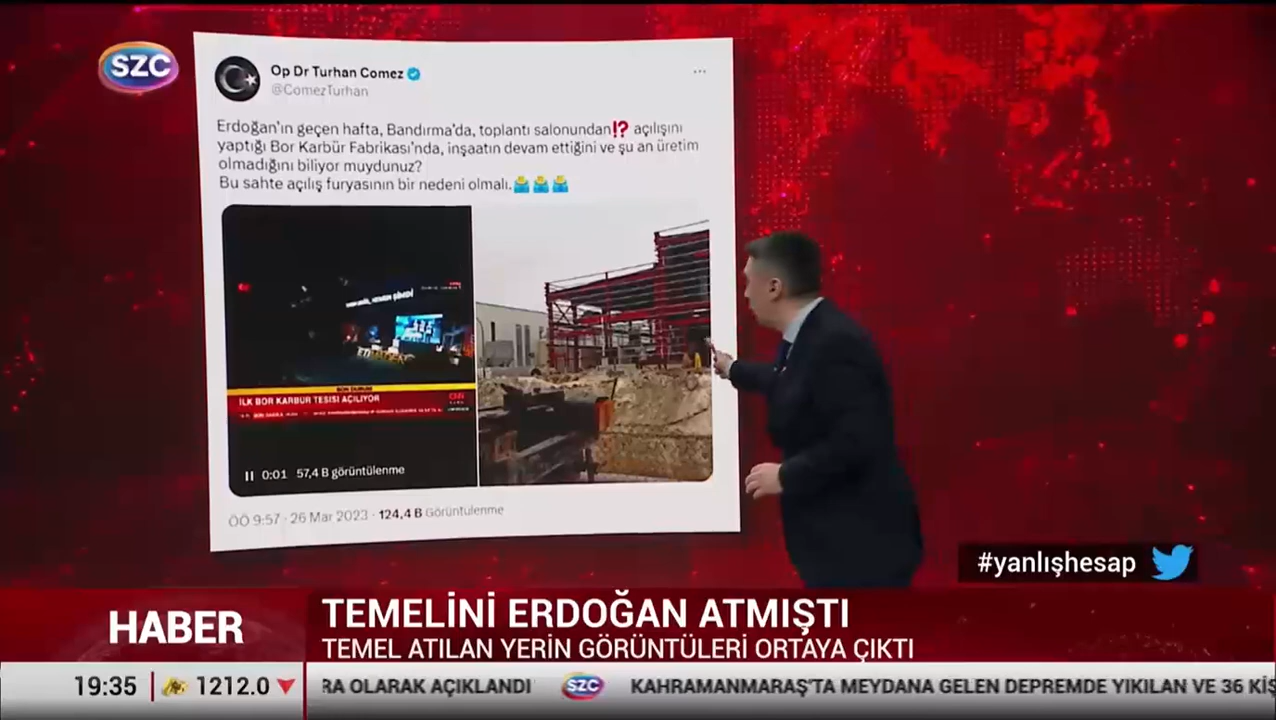 SZC
Op Dr Turhan Comez
@ComezTurhan
Erdoğan'ın geçen hafta, Bandırma'da, toplantı salonundan⁉ açılışını
yaptığı Bor Karbür Fabrikası'nda, inşaatın devam ettiğini ve şu an üretim
olmadığını biliyor muydunuz?
Bu sahte açılış furyasının bir nedeni olmalı.
SON DURUM
İLK BOR KARBÜR TESİSİ AÇILIYOR
0:01 57,4 B görüntülenme
ÖÖ 9:57 · 26 Mar 2023 · 124,4 B Görüntülenme
#yanlışhesap
HABER
TEMELİNİ ERDOĞAN ATMIŞTI
TEMEL ATILAN YERİN GÖRÜNTÜLERİ ORTAYA ÇIKTI
19:35 1212.0 RA OLARAK AÇIKLANDI SZC KAHRAMANMARAŞ'TA MEYDANA GELEN DEPREMDE YIKILAN VE 36 KİŞ